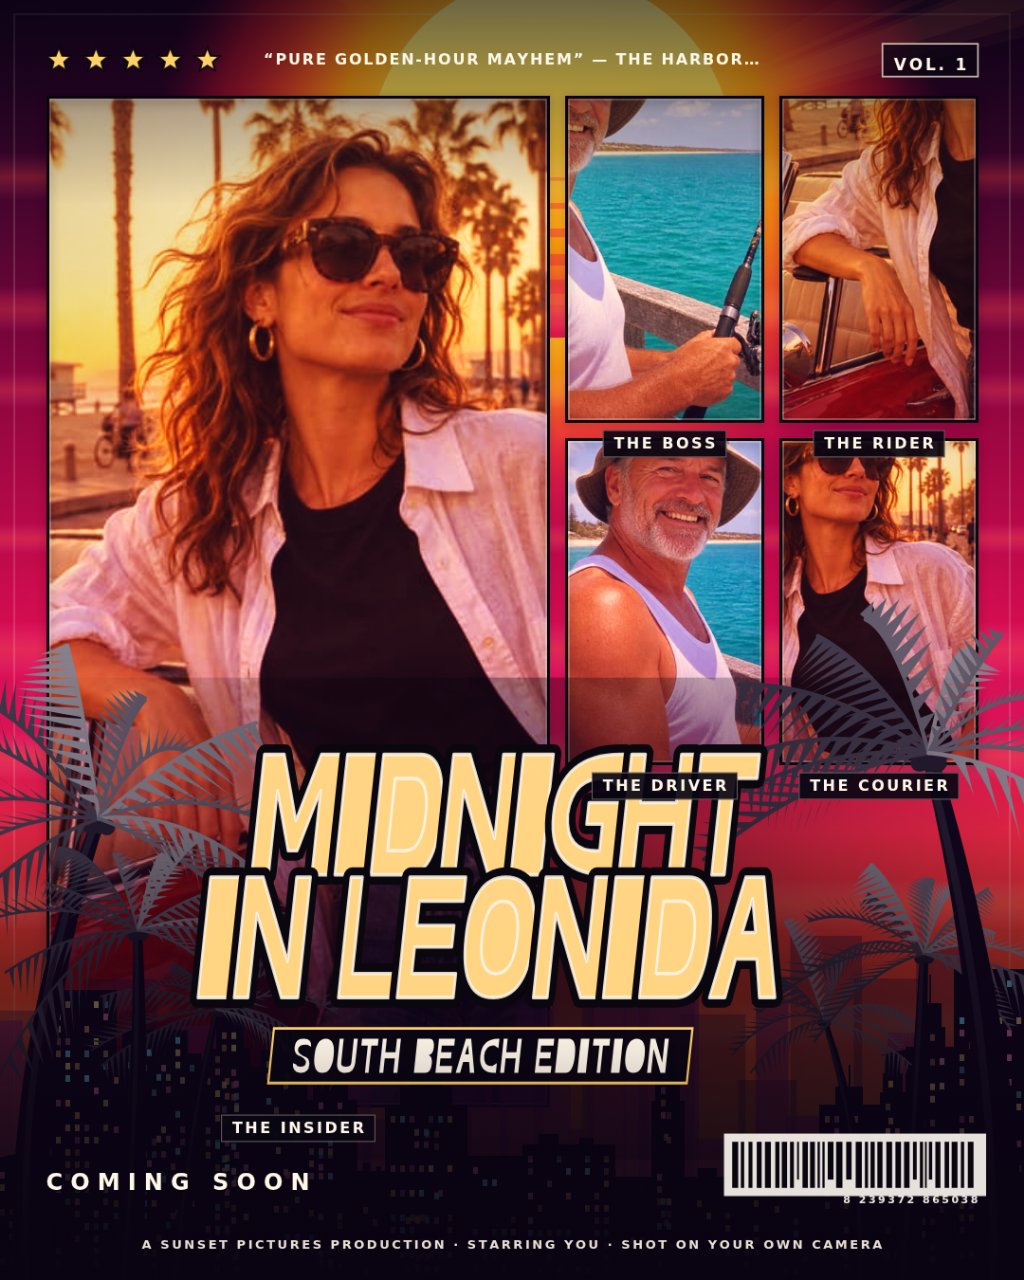 “PURE GOLDEN-HOUR MAYHEM” — THE HARBOR…
VOL. 1
THE BOSS
THE RIDER
THE DRIVER
THE COURIER
MIDNIGHT
IN LEONIDA
SOUTH BEACH EDITION
THE INSIDER
COMING SOON
8 239372 865038
A SUNSET PICTURES PRODUCTION · STARRING YOU · SHOT ON YOUR OWN CAMERA